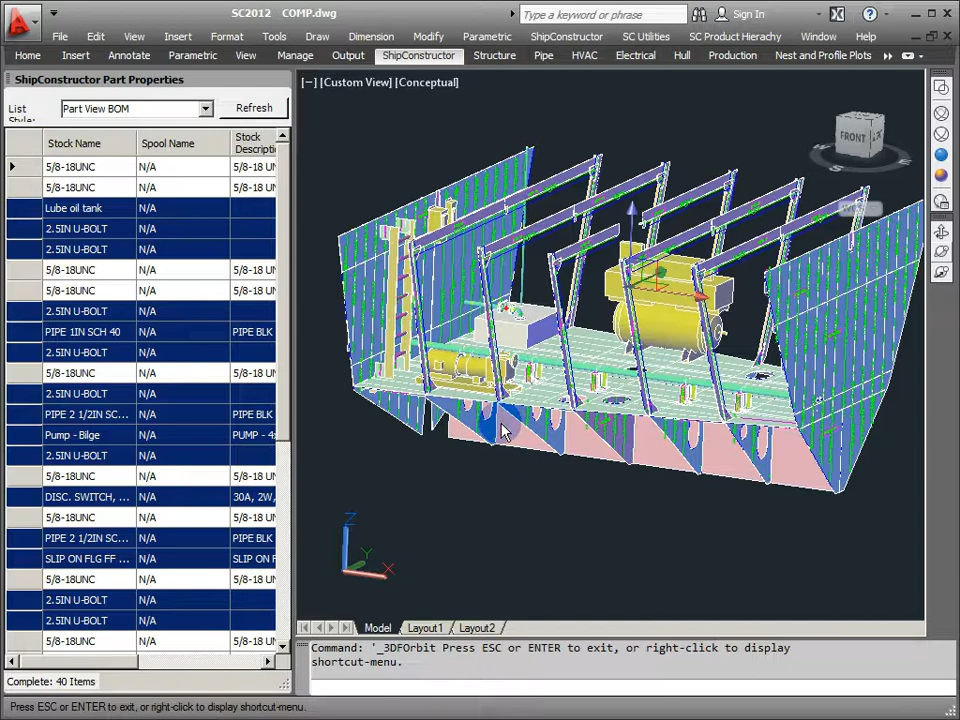 SC2012 COMP.dwg
Type a keyword or phrase
Sign In
File Edit View Insert Format Tools Draw Dimension Modify Parametric ShipConstructor SC Utilities SC Product Hierachy Window Help
Home Insert Annotate Parametric View Manage Output ShipConstructor Structure Pipe HVAC Electrical Hull Production Nest and Profile Plots
ShipConstructor Part Properties
List Style:
Part View BOM
Refresh
Stock Name Spool Name Stock Descripti
5/8-18UNC N/A 5/8-18 UN
5/8-18UNC N/A 5/8-18 UN
Lube oil tank N/A
2.5IN U-BOLT N/A
2.5IN U-BOLT N/A
5/8-18UNC N/A 5/8-18 UN
5/8-18UNC N/A 5/8-18 UN
2.5IN U-BOLT N/A
PIPE 1IN SCH 40 N/A PIPE BLK
2.5IN U-BOLT N/A
5/8-18UNC N/A 5/8-18 UN
2.5IN U-BOLT N/A
PIPE 2 1/2IN SC... N/A PIPE BLK
Pump - Bilge N/A PUMP - 4x
2.5IN U-BOLT N/A
5/8-18UNC N/A 5/8-18 UN
DISC. SWITCH, ... N/A 30A, 2W,
5/8-18UNC N/A 5/8-18 UN
PIPE 2 1/2IN SC... N/A PIPE BLK
SLIP ON FLG FF ... N/A SLIP ON F
5/8-18UNC N/A 5/8-18 UN
2.5IN U-BOLT N/A
2.5IN U-BOLT N/A
5/8-18UNC N/A 5/8-18 UN
Complete: 40 Items
[−] [Custom View] [Conceptual]
FRONT
S
E
Z
Y
X
Model Layout1 Layout2
Command: '_3DFOrbit Press ESC or ENTER to exit, or right-click to display
shortcut-menu.
Press ESC or ENTER to exit, or right-click to display shortcut-menu.